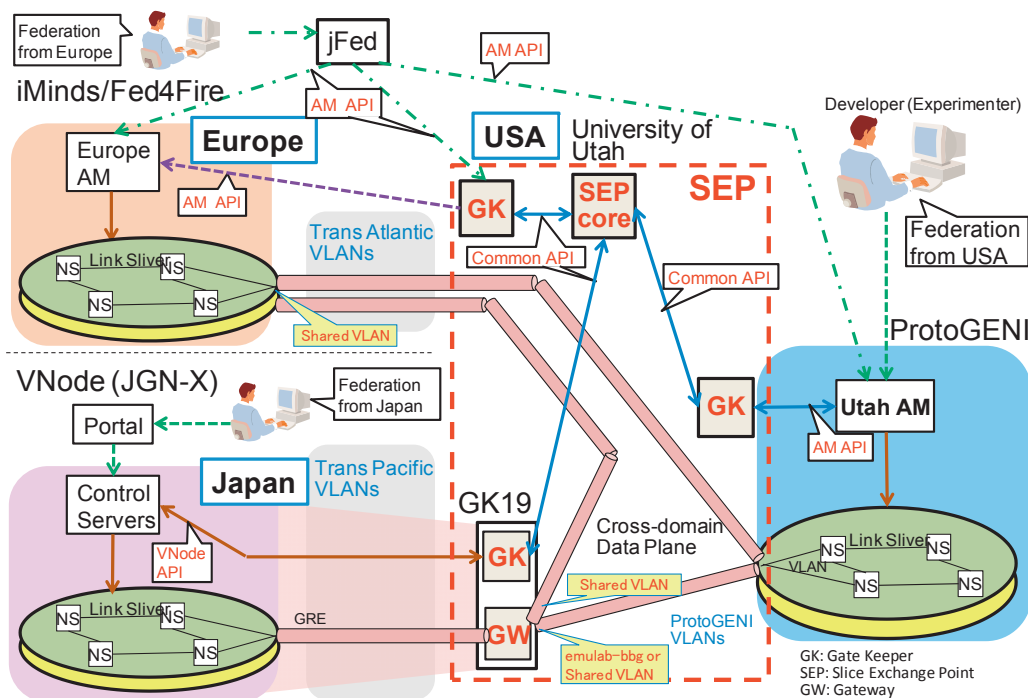 Federation
from Europe
jFed
AM API
iMinds/Fed4Fire
AM API
Developer (Experimenter)
Europe
USA
University of
Utah
Europe
AM
SEP
GK
SEP
core
AM API
Federation
from USA
Trans Atlantic
VLANs
Common API
Common API
Link Sliver
NS
NS
NS
NS
Shared VLAN
ProtoGENI
VNode (JGN-X)
Federation
from Japan
GK
Utah AM
Portal
AM API
Japan
Trans Pacific
VLANs
Control
Servers
GK19
Cross-domain
Data Plane
VNode
API
GK
Link Sliver
NS
NS
VLAN
NS
NS
Shared VLAN
Link Sliver
NS
NS
NS
NS
GRE
GW
ProtoGENI
VLANs
emulab-bbg or
Shared VLAN
GK: Gate Keeper
SEP: Slice Exchange Point
GW: Gateway